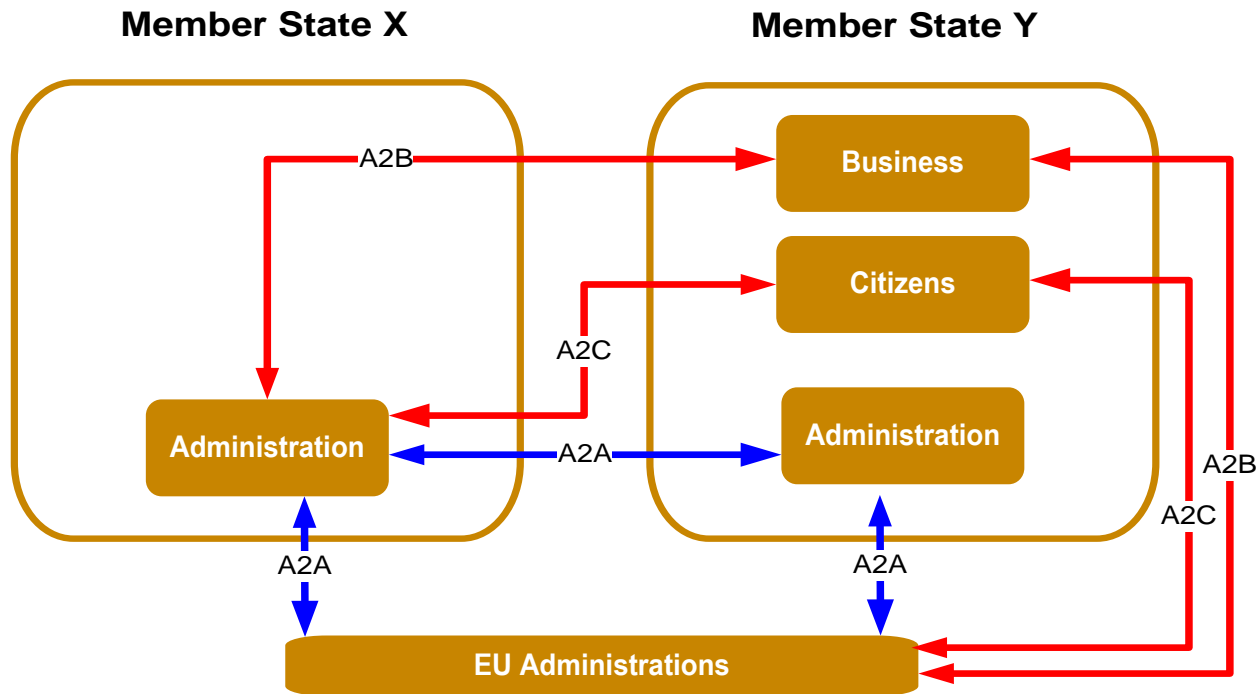 Member State X
Member State Y
A2B
Business
Citizens
A2C
Administration
Administration
A2A
A2B
A2C
A2A
A2A
EU Administrations